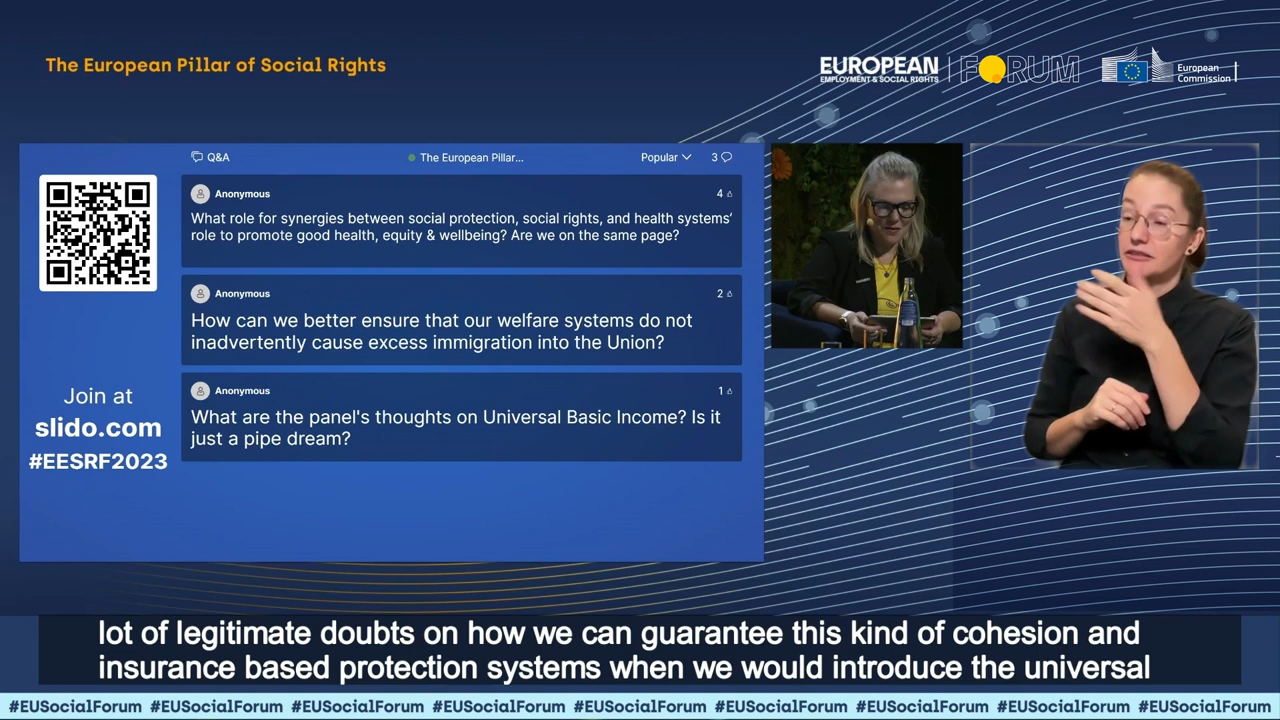 The European Pillar of Social Rights
EUROPEAN
EMPLOYMENT & SOCIAL RIGHTS
FORUM
European
Commission
Q&A
The European Pillar...
Popular
3
Anonymous
4
What role for synergies between social protection, social rights, and health systems’
role to promote good health, equity & wellbeing? Are we on the same page?
Anonymous
2
How can we better ensure that our welfare systems do not
inadvertently cause excess immigration into the Union?
Anonymous
1
What are the panel's thoughts on Universal Basic Income? Is it
just a pipe dream?
Join at
slido.com
#EESRF2023
lot of legitimate doubts on how we can guarantee this kind of cohesion and
insurance based protection systems when we would introduce the universal
#EUSocialForum #EUSocialForum #EUSocialForum #EUSocialForum #EUSocialForum #EUSocialForum #EUSocialForum #EUSocialForum #EUSocialForum